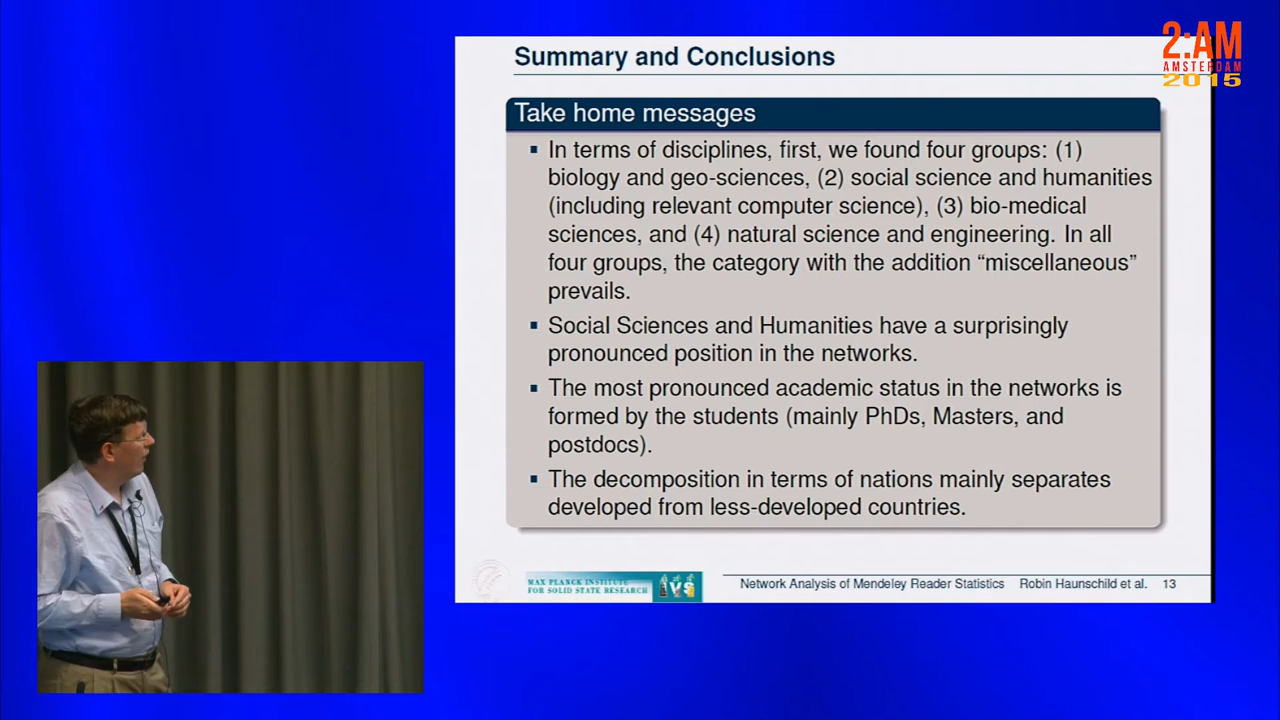 2:AM
AMSTERDAM
2015
Summary and Conclusions
Take home messages
In terms of disciplines, first, we found four groups: (1)
biology and geo-sciences, (2) social science and humanities
(including relevant computer science), (3) bio-medical
sciences, and (4) natural science and engineering. In all
four groups, the category with the addition “miscellaneous”
prevails.
Social Sciences and Humanities have a surprisingly
pronounced position in the networks.
The most pronounced academic status in the networks is
formed by the students (mainly PhDs, Masters, and
postdocs).
The decomposition in terms of nations mainly separates
developed from less-developed countries.
MAX PLANCK INSTITUTE
FOR SOLID STATE RESEARCH
IVS
Network Analysis of Mendeley Reader Statistics Robin Haunschild et al. 13